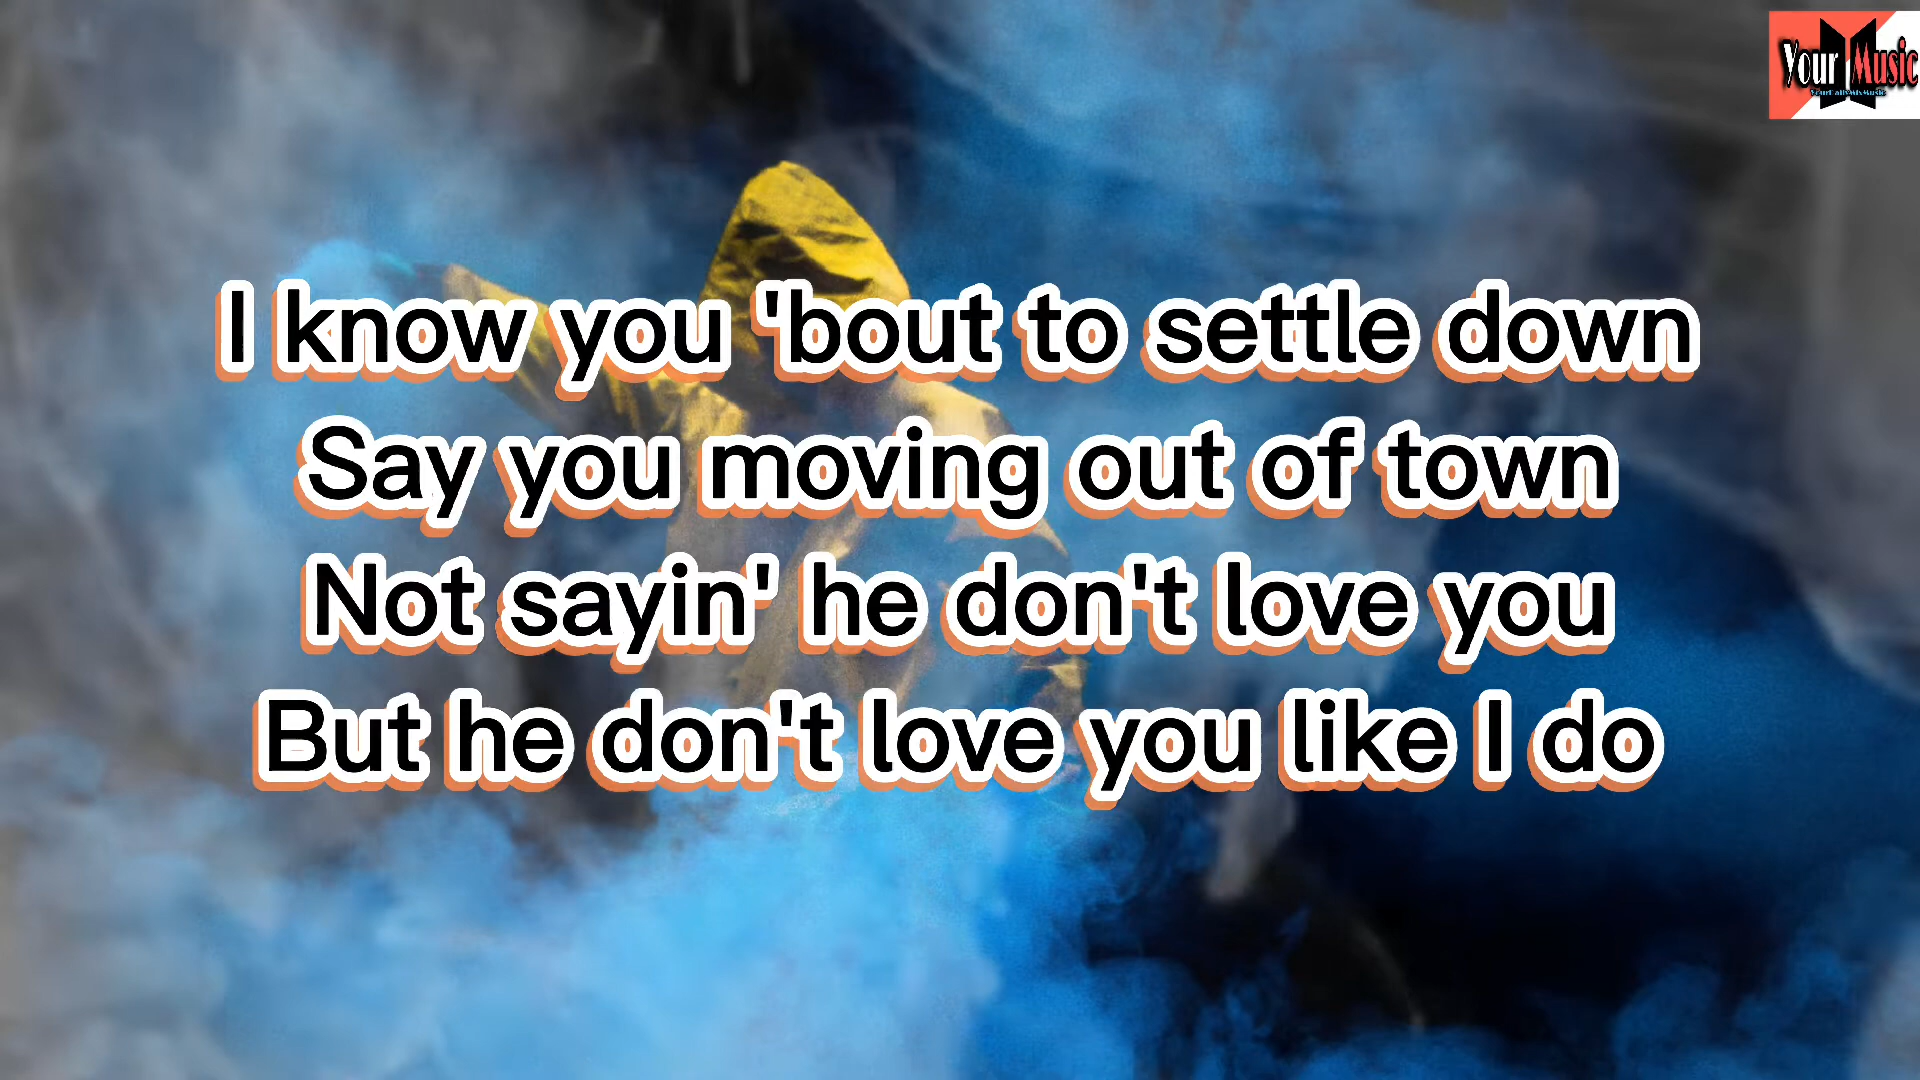 Your Music
I know you 'bout to settle down
Say you moving out of town
Not sayin' he don't love you
But he don't love you like I do